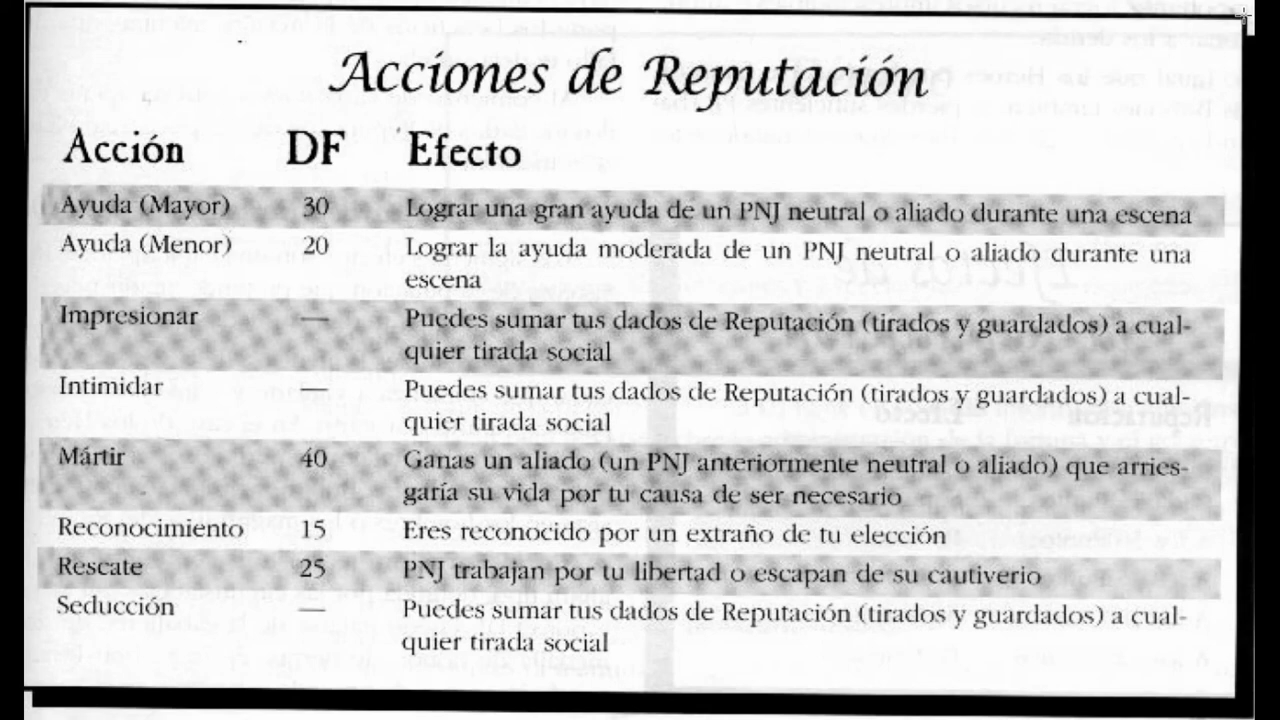 Acciones de Reputación
Acción DF Efecto
Ayuda (Mayor) 30 Lograr una gran ayuda de un PNJ neutral o aliado durante una escena
Ayuda (Menor) 20 Lograr la ayuda moderada de un PNJ neutral o aliado durante una
escena
Impresionar — Puedes sumar tus dados de Reputación (tirados y guardados) a cual-
quier tirada social
Intimidar — Puedes sumar tus dados de Reputación (tirados y guardados) a cual-
quier tirada social
Mártir 40 Ganas un aliado (un PNJ anteriormente neutral o aliado) que arries-
garía su vida por tu causa de ser necesario
Reconocimiento 15 Eres reconocido por un extraño de tu elección
Rescate 25 PNJ trabajan por tu libertad o escapan de su cautiverio
Seducción — Puedes sumar tus dados de Reputación (tirados y guardados) a cual-
quier tirada social